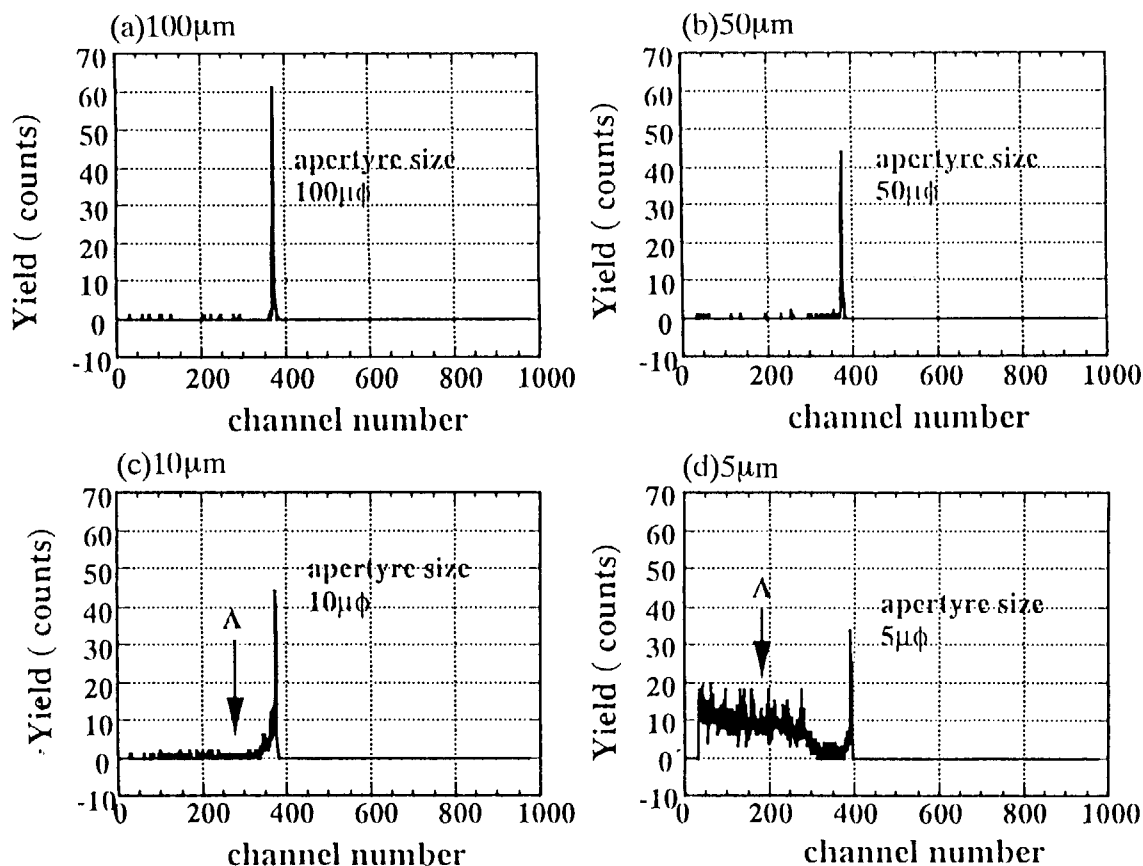 (a)100μm
70
60
50
40
30
20
10
0
-10
Yield ( counts)
apertyre size
100μϕ
0 200 400 600 800 1000
channel number
(b)50μm
70
60
50
40
30
20
10
0
-10
Yield ( counts)
apertyre size
50μϕ
0 200 400 600 800 1000
channel number
(c)10μm
70
60
50
40
30
20
10
0
-10
Yield ( counts)
A
apertyre size
10μϕ
0 200 400 600 800 1000
channel number
(d)5μm
70
60
50
40
30
20
10
0
-10
Yield ( counts)
A
apertyre size
5μϕ
0 200 400 600 800 1000
channel number